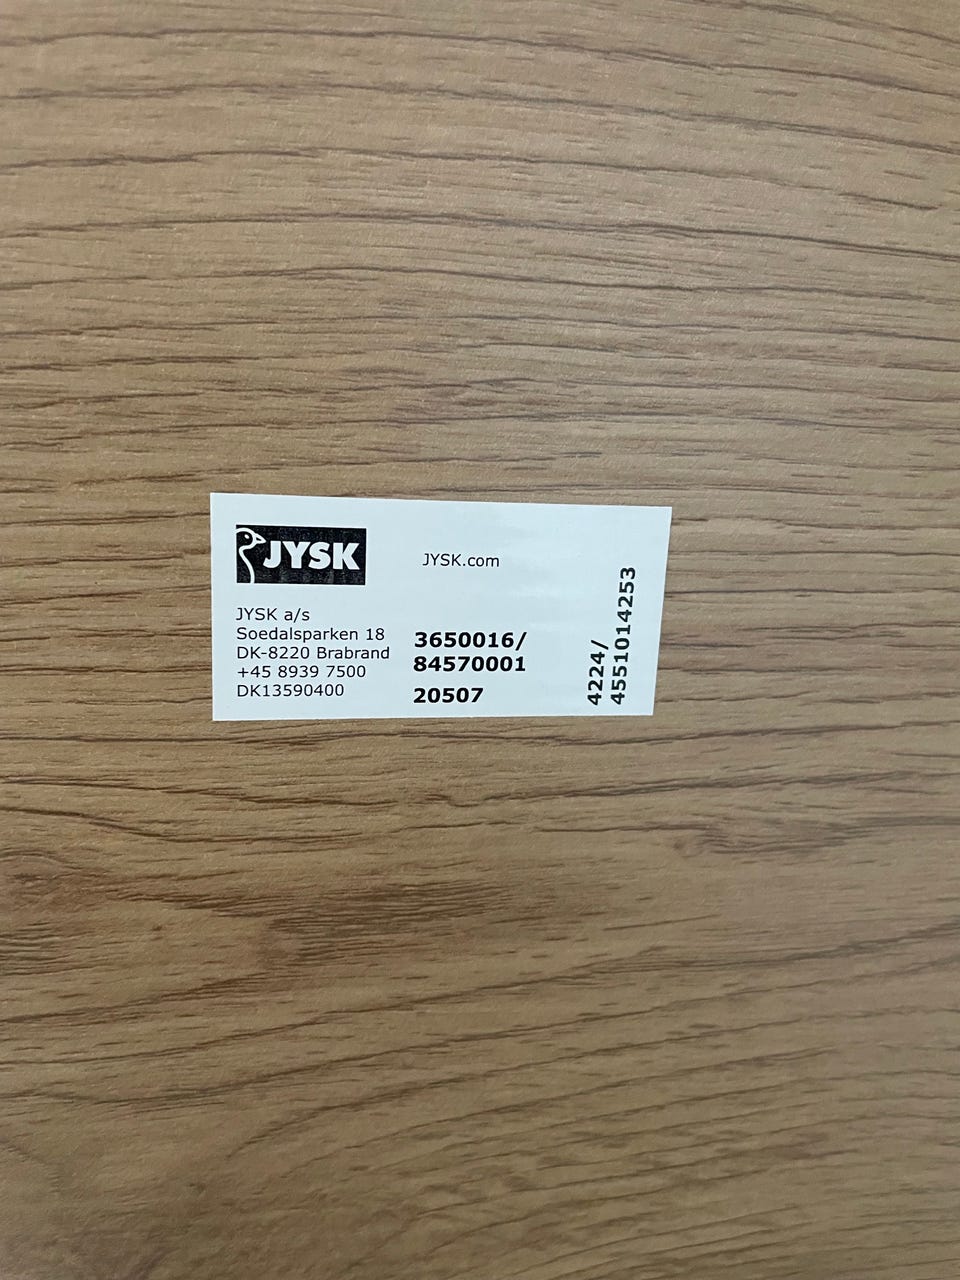 JYSK
JYSK.com
JYSK a/s
Soedalsparken 18
DK-8220 Brabrand
+45 8939 7500
DK13590400
3650016/
84570001
20507
4224/
4551014253